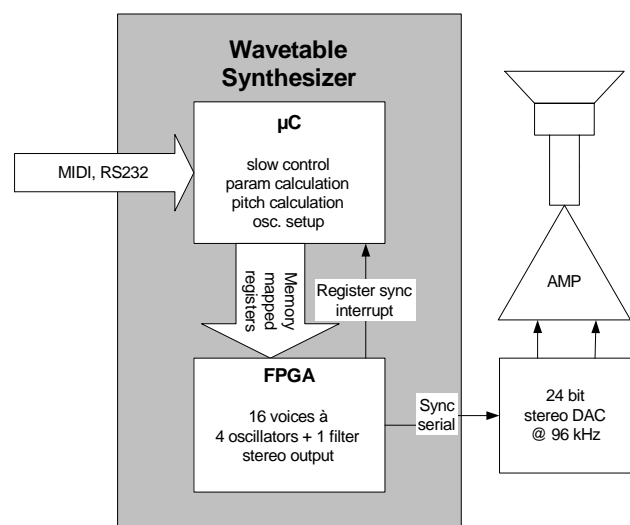 Wavetable
Synthesizer
µC
slow control
param calculation
pitch calculation
osc. setup
MIDI, RS232
Memory
mapped
registers
Register sync
interrupt
FPGA
16 voices à
4 oscillators + 1 filter
stereo output
Sync
serial
AMP
24 bit
stereo DAC
@ 96 kHz